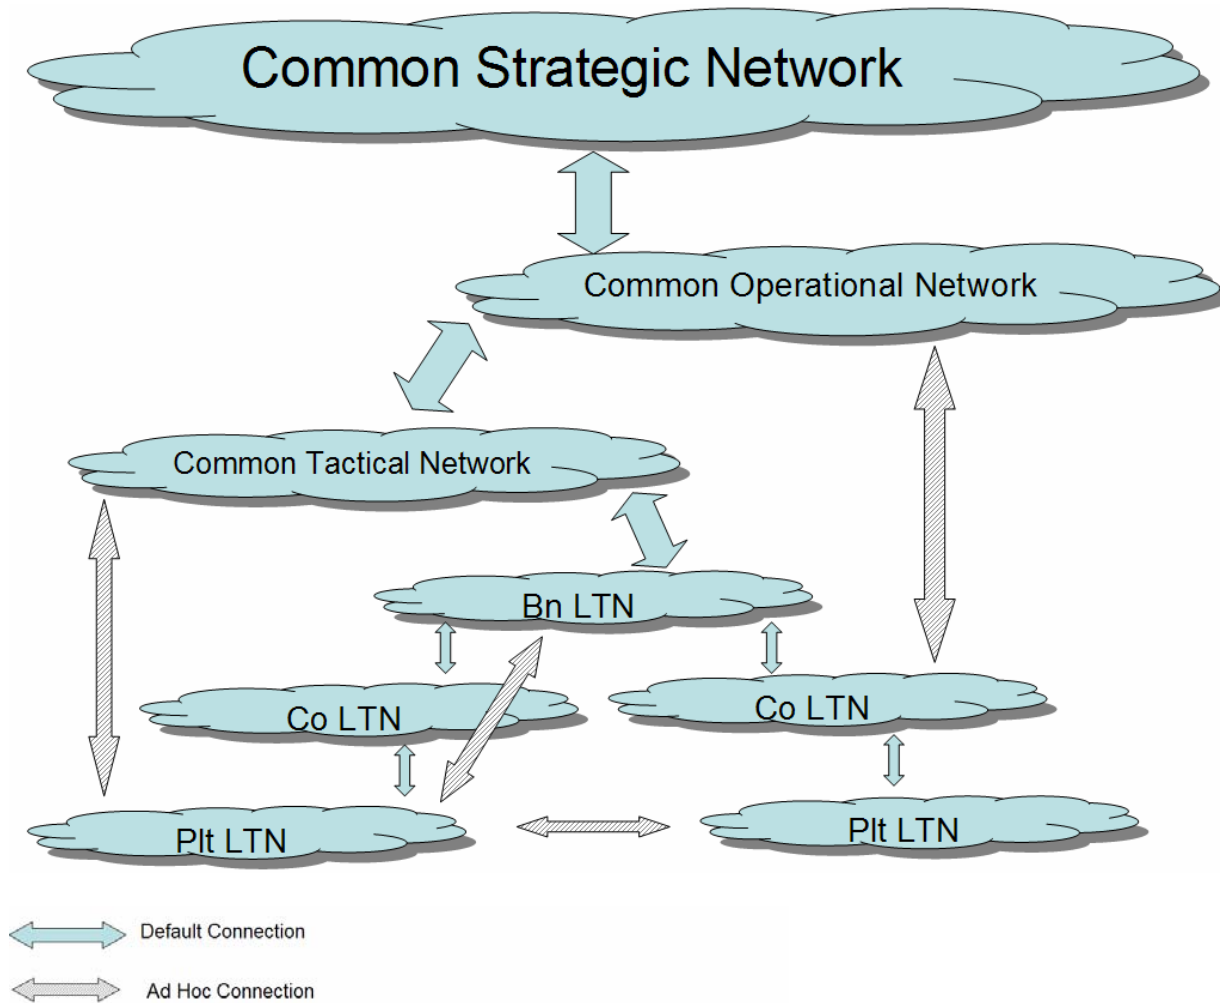 Common Strategic Network
Common Operational Network
Common Tactical Network
Bn LTN
Co LTN
Co LTN
Plt LTN
Plt LTN
Default Connection
Ad Hoc Connection